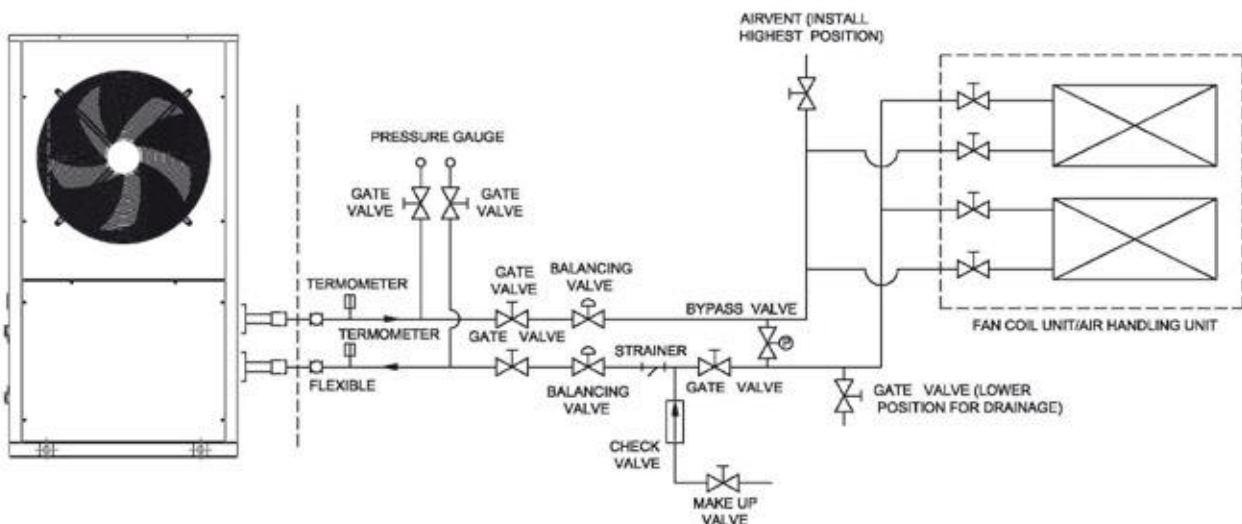 AIRVENT (INSTALL
HIGHEST POSITION)
PRESSURE GAUGE
GATE
VALVE
GATE
VALVE
TERMOMETER
GATE
VALVE
BALANCING
VALVE
BYPASS VALVE
FAN COIL UNIT/AIR HANDLING UNIT
TERMOMETER
GATE VALVE
STRAINER
FLEXIBLE
BALANCING
VALVE
GATE VALVE
GATE VALVE (LOWER
POSITION FOR DRAINAGE)
CHECK
VALVE
MAKE UP
VALVE